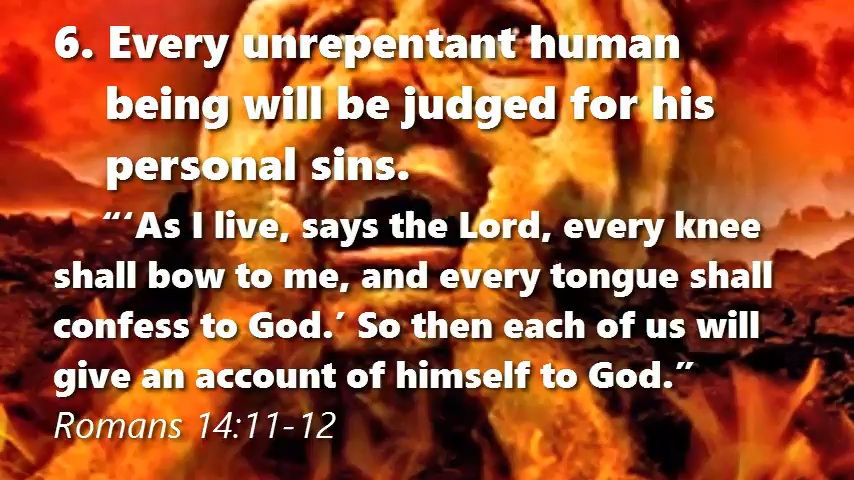 6. Every unrepentant human
being will be judged for his
personal sins.
“‘As I live, says the Lord, every knee
shall bow to me, and every tongue shall
confess to God.’ So then each of us will
give an account of himself to God.”
Romans 14:11-12